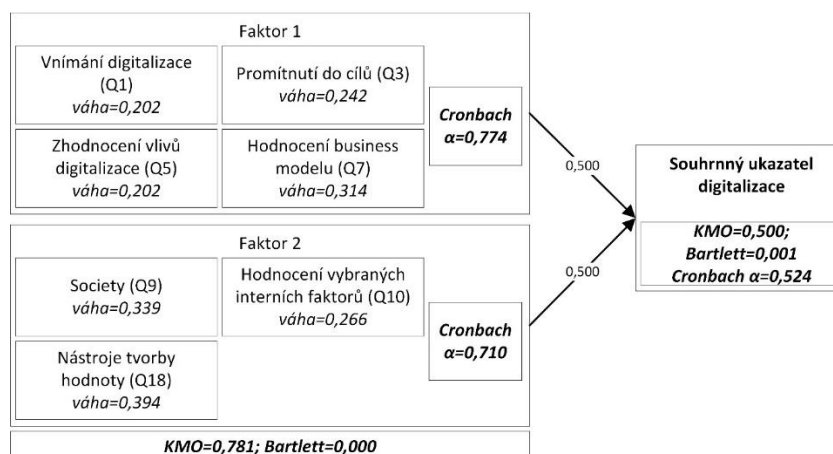 Faktor 1
Vnímání digitalizace
(Q1)
váha=0,202
Promítnutí do cílů (Q3)
váha=0,242
Zhodnocení vlivů
digitalizace (Q5)
váha=0,202
Hodnocení business
modelu (Q7)
váha=0,314
Cronbach
α=0,774
0,500
Souhrnný ukazatel
digitalizace
KMO=0,500;
Bartlett=0,001
Cronbach α=0,524
Faktor 2
Society (Q9)
váha=0,339
Hodnocení vybraných
interních faktorů (Q10)
váha=0,266
Nástroje tvorby
hodnoty (Q18)
váha=0,394
Cronbach
α=0,710
0,500
KMO=0,781; Bartlett=0,000